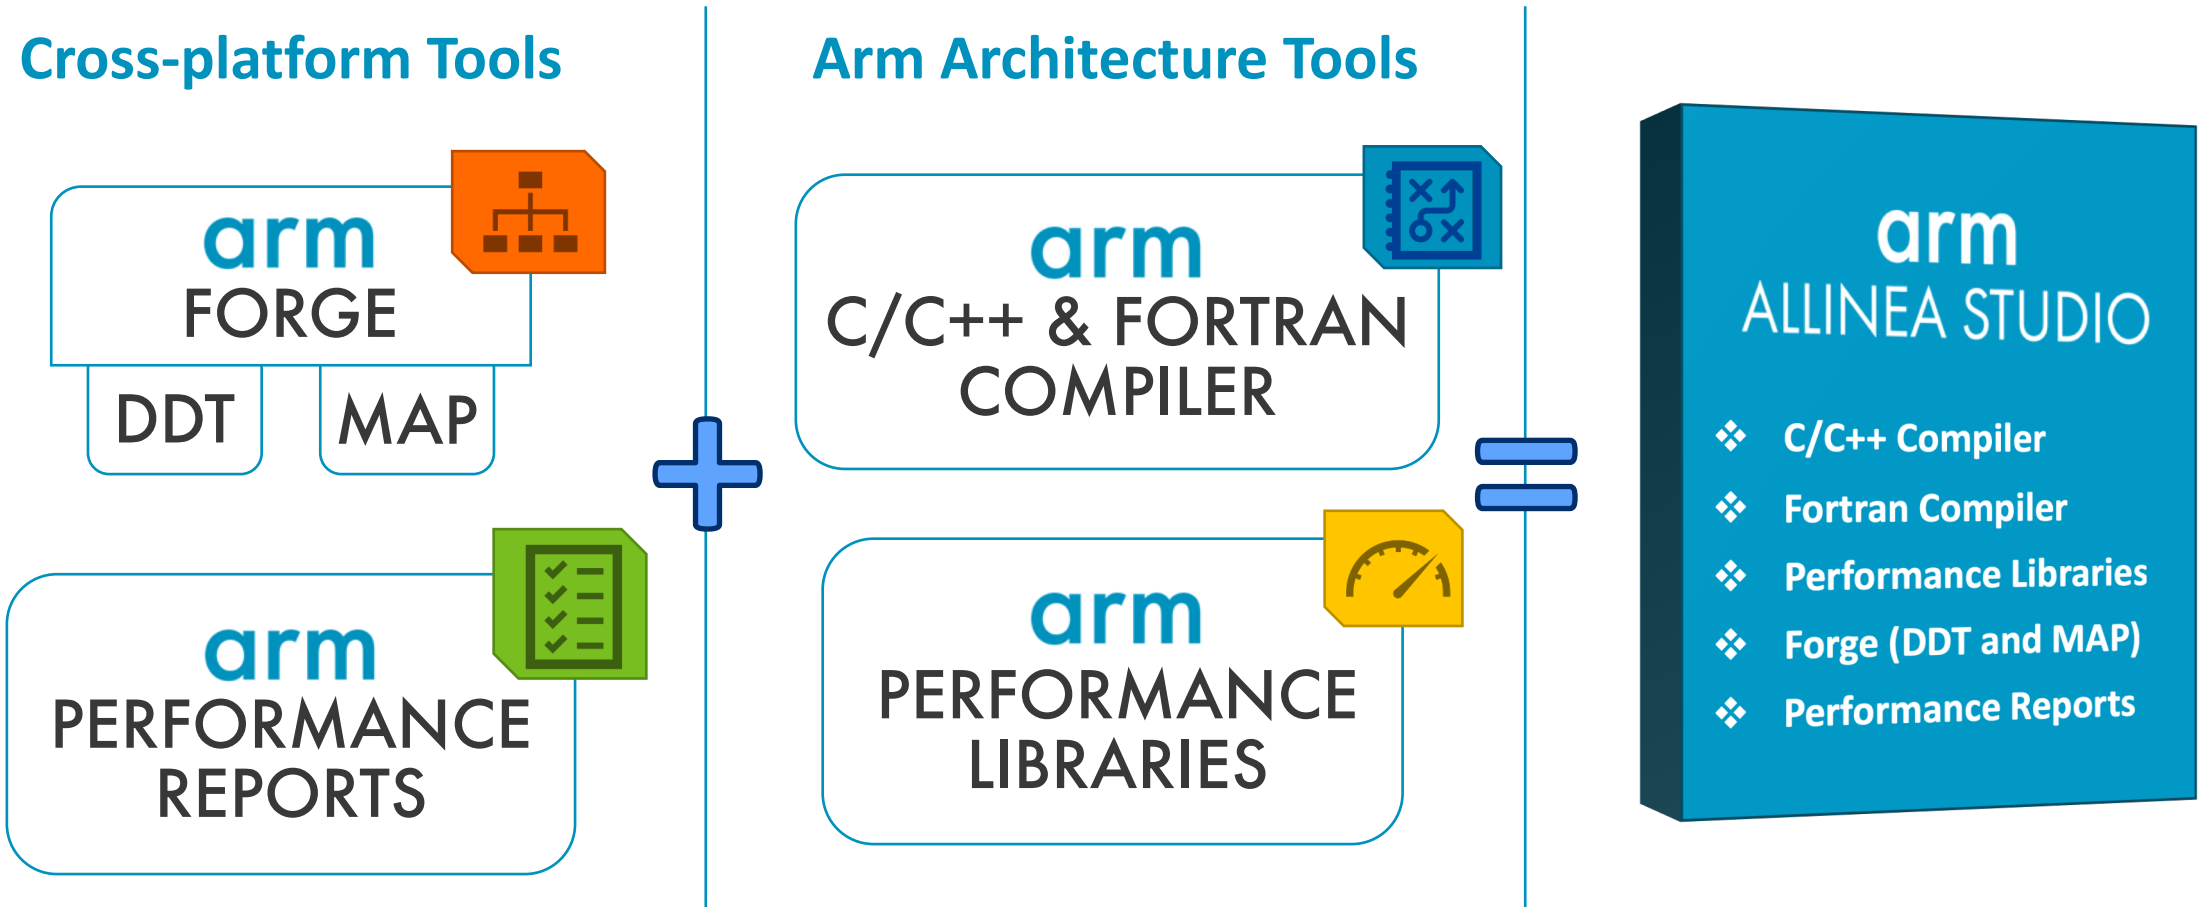 Cross-platform Tools
arm
FORGE
DDT
MAP
arm
PERFORMANCE
REPORTS
Arm Architecture Tools
arm
C/C++ & FORTRAN
COMPILER
arm
PERFORMANCE
LIBRARIES
arm
ALLINEA STUDIO
❖ C/C++ Compiler
❖ Fortran Compiler
❖ Performance Libraries
❖ Forge (DDT and MAP)
❖ Performance Reports